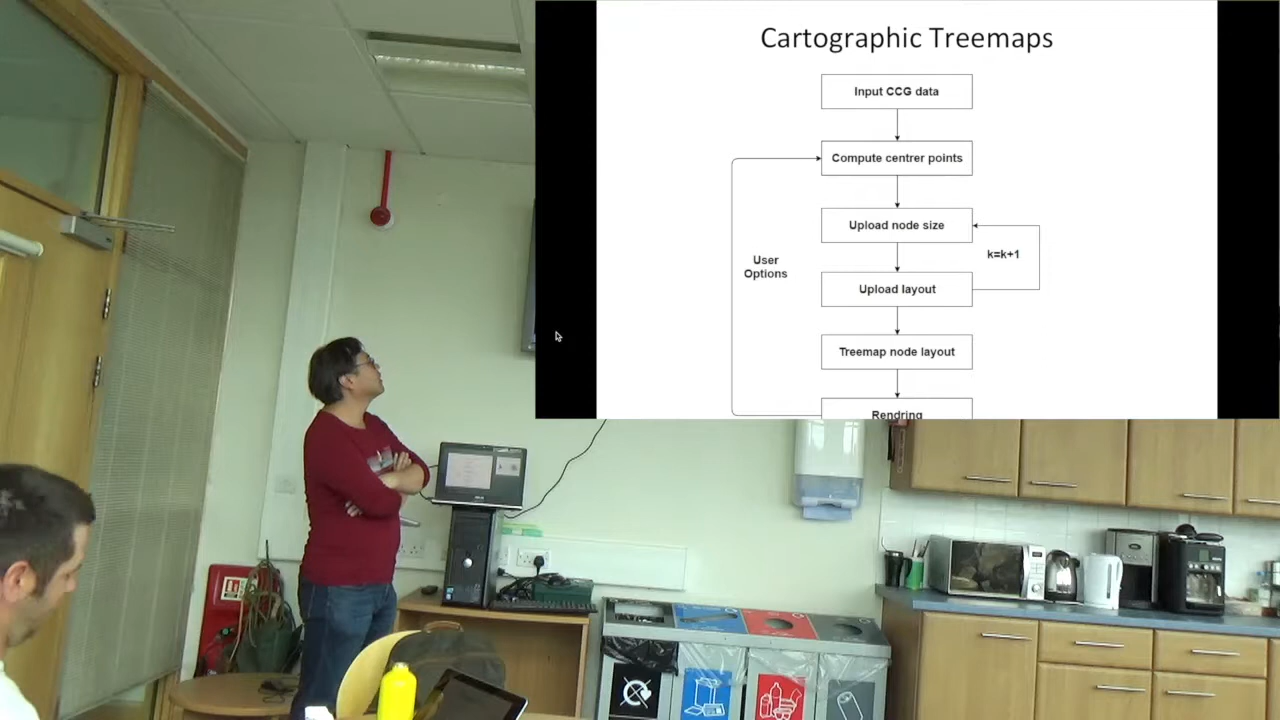 Cartographic Treemaps
Input CCG data
Compute centrer points
Upload node size
User
Options
k=k+1
Upload layout
Treemap node layout
Rendring